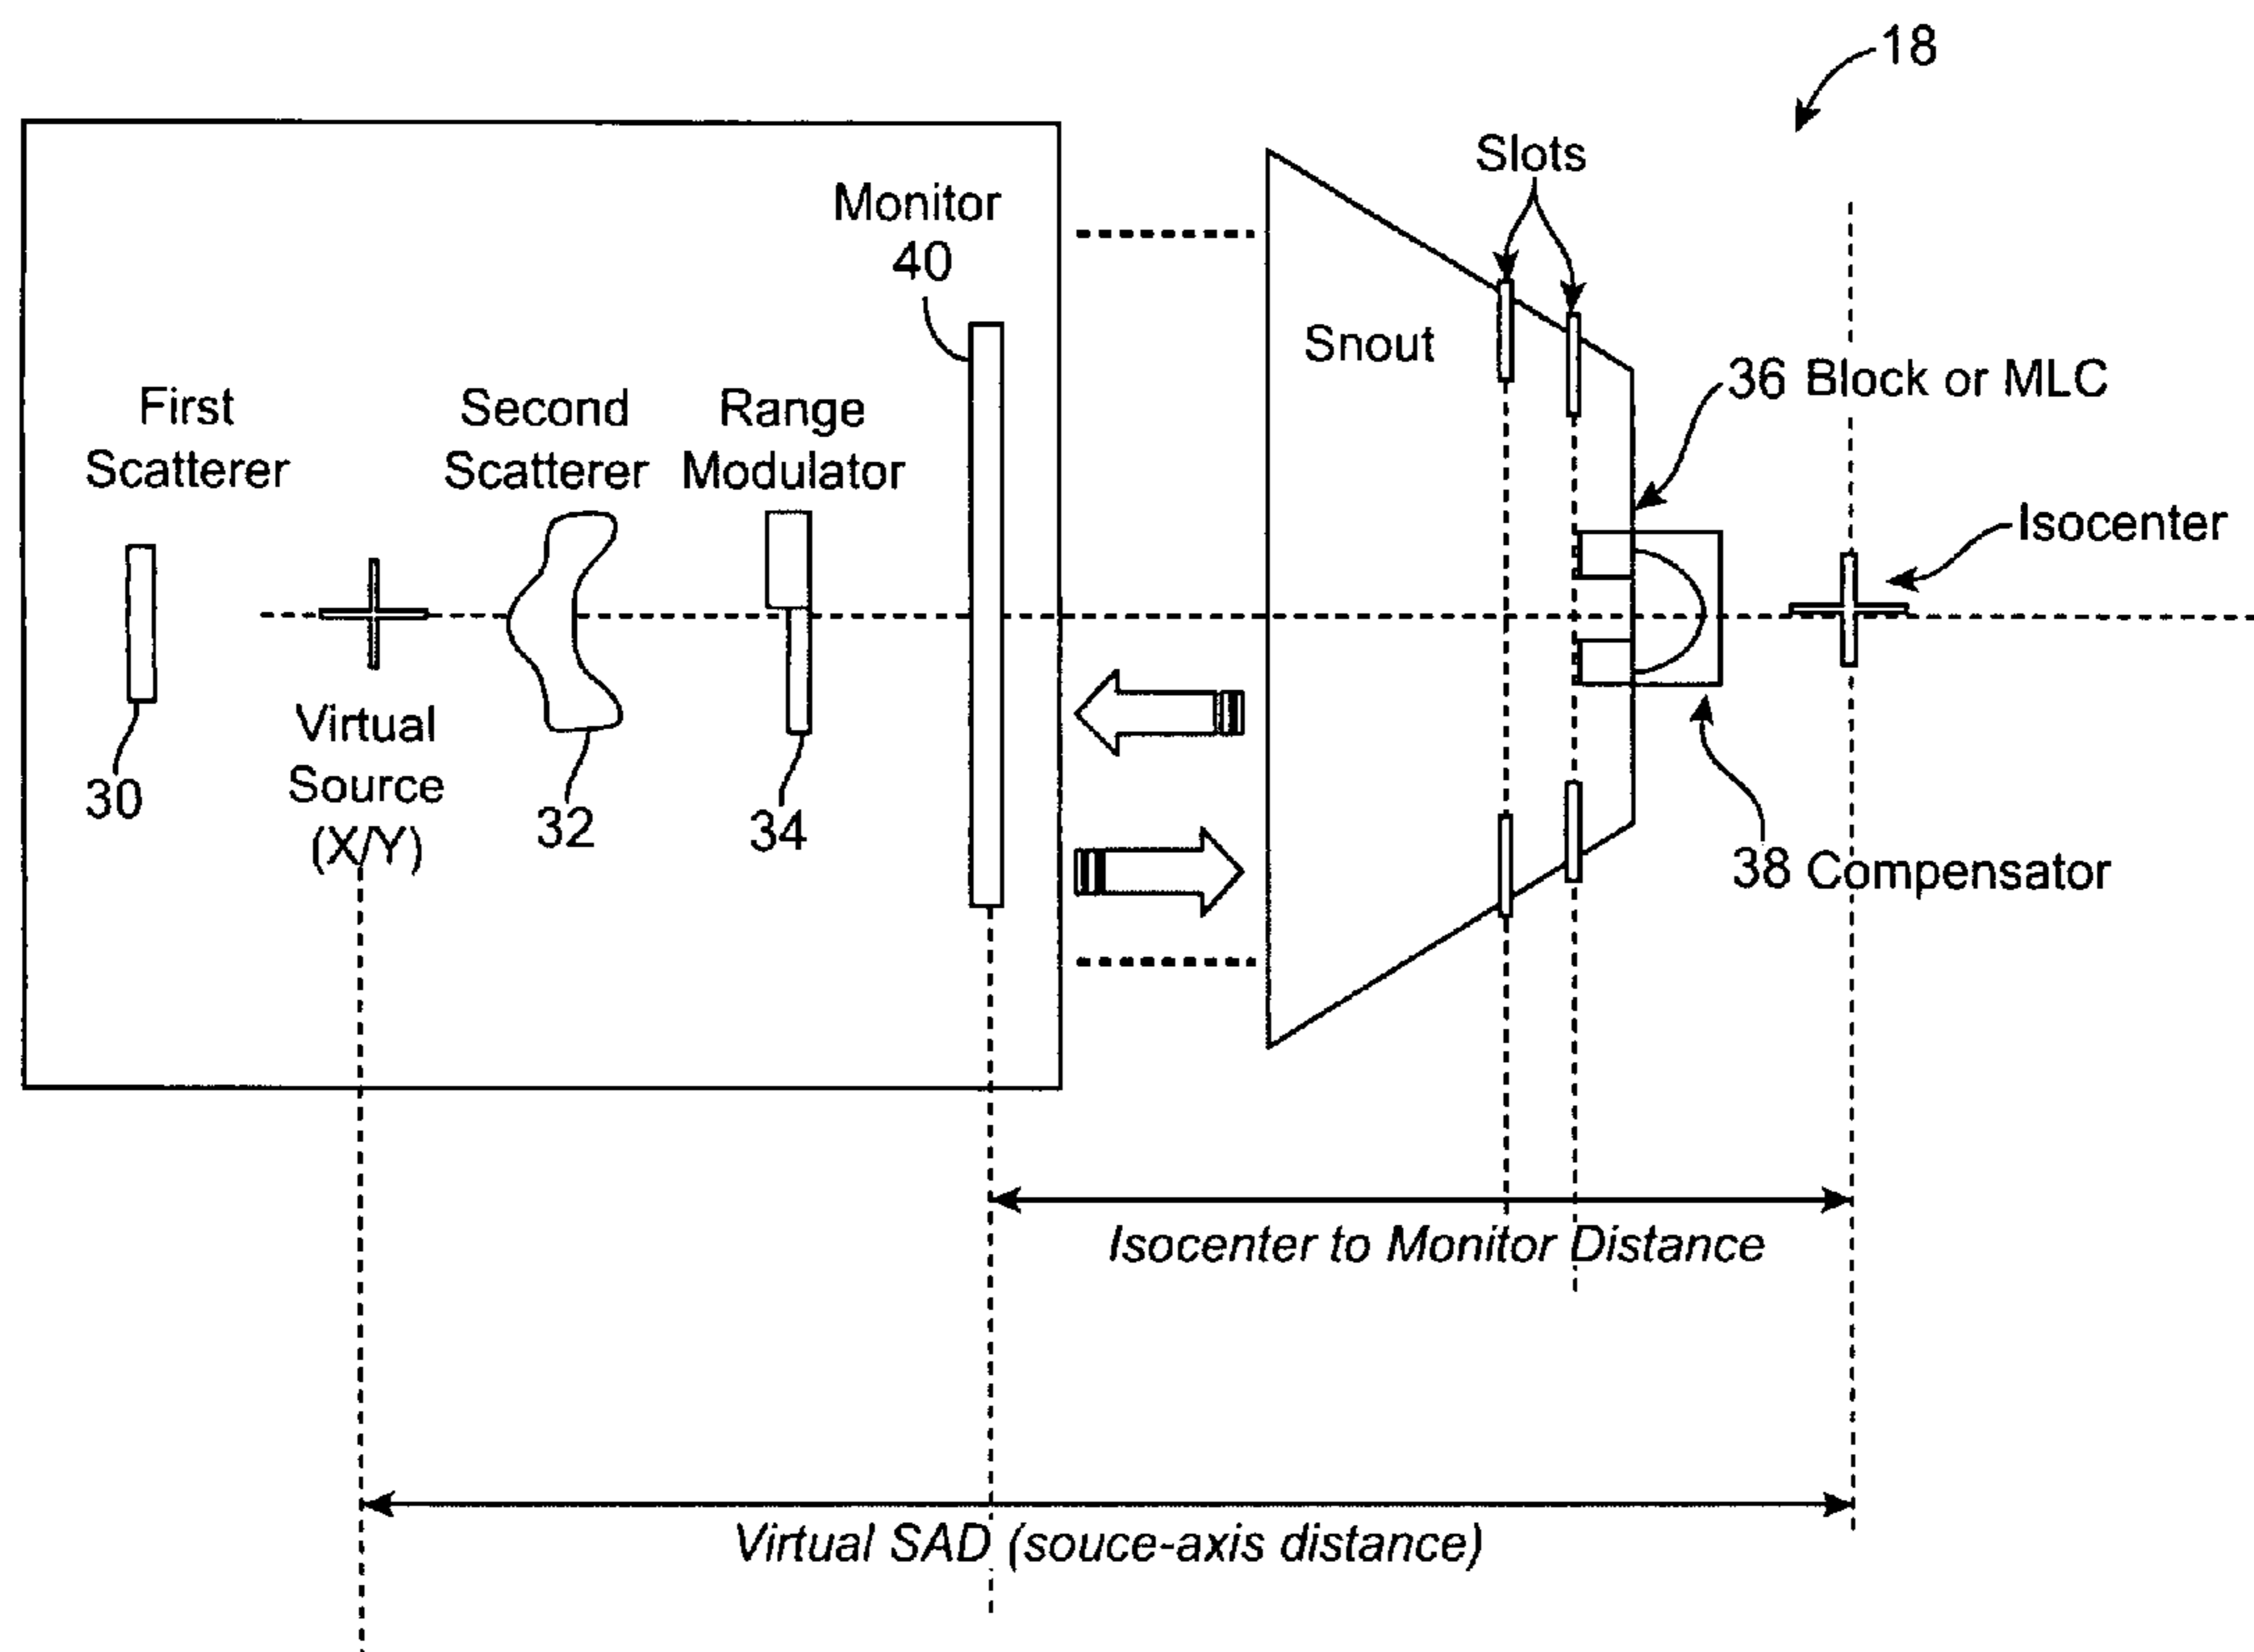 18
Slots
Monitor
40
Snout
36 Block or MLC
First
Scatterer
Second
Scatterer
Range
Modulator
Isocenter
Virtual
Source
(X/Y)
30
32
34
38 Compensator
Isocenter to Monitor Distance
Virtual SAD (souce-axis distance)